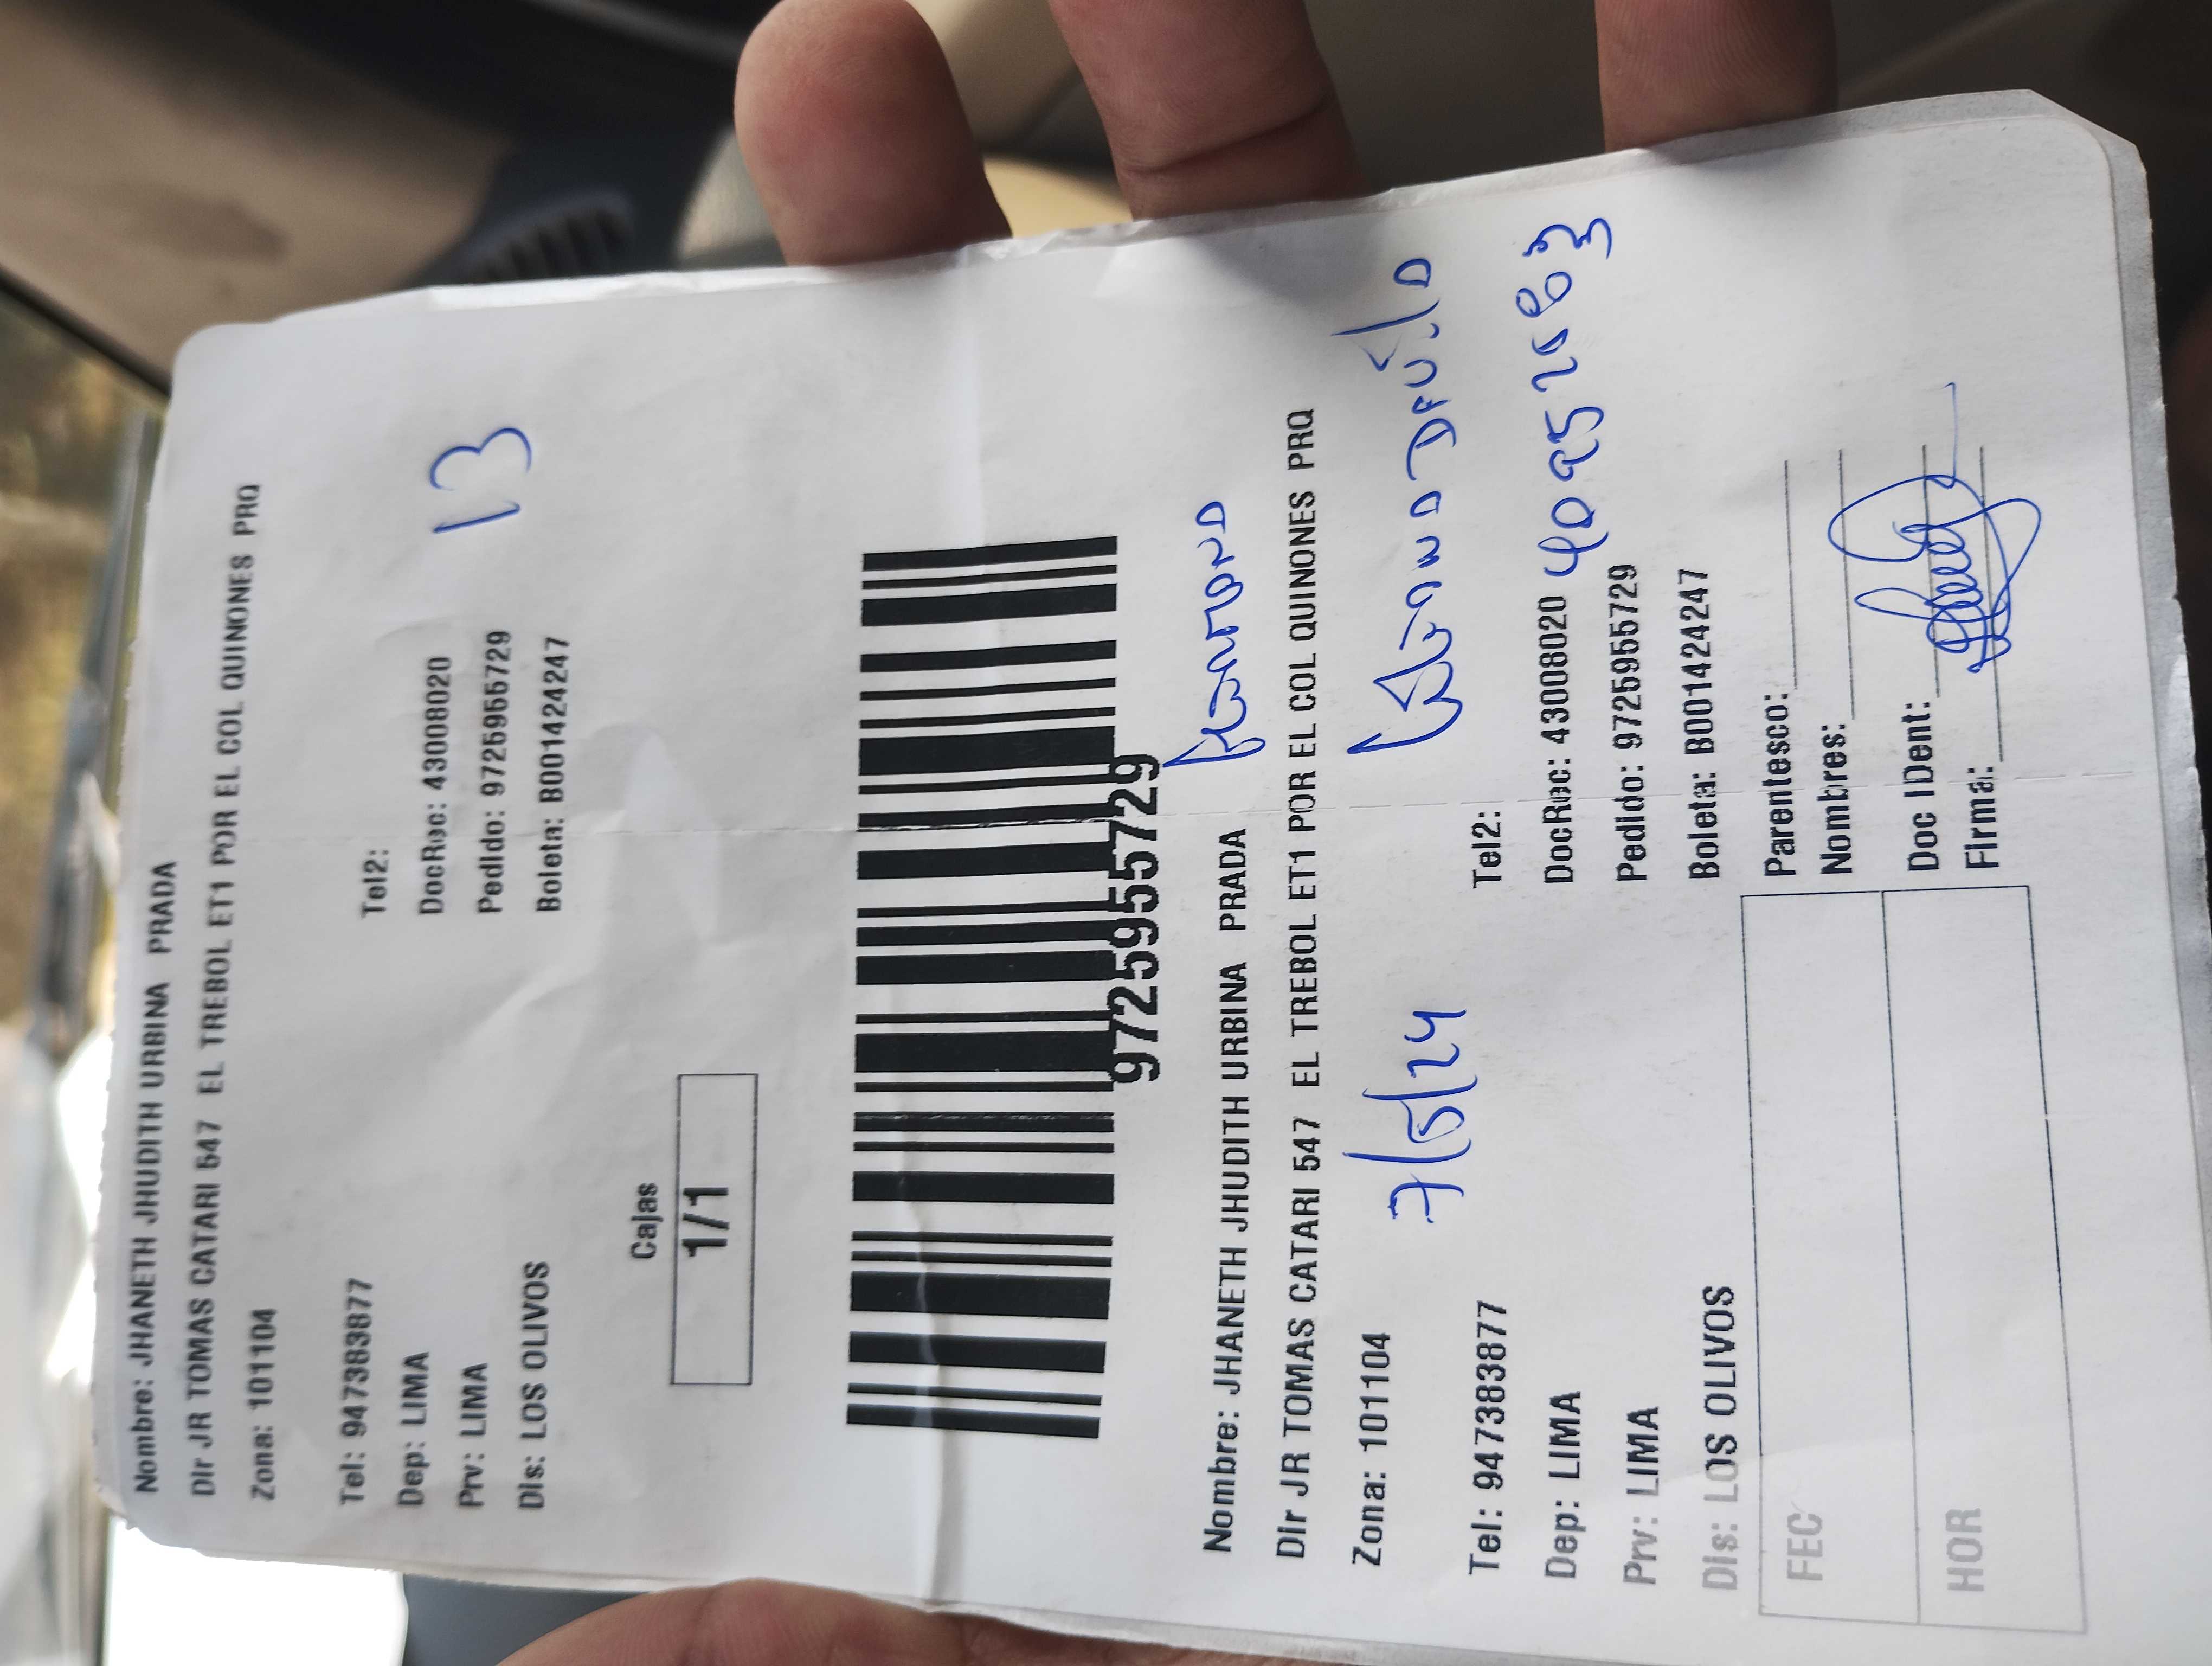 Nombre: JHANETH JHUDITH URBINA PRADA
Dir JR TOMAS CATARI 547 EL TREBOL ET1 POR EL COL QUINONES PRQ
Zona: 101104
Tel: 947383877 Tel2:
Dep: LIMA DocRec: 43008020
Prv: LIMA Pedido: 9725955729
Dis: LOS OLIVOS Boleta: B001424247
13
Cajas
1/1
9725955729
Nombre: JHANETH JHUDITH URBINA PRADA
Dir JR TOMAS CATARI 547 EL TREBOL ET1 POR EL COL QUINONES PRQ
Zona: 101104
7/5/24
Tel: 947383877 Tel2:
Dep: LIMA DocRec: 43008020
Prv: LIMA Pedido: 9725955729
Dis: LOS OLIVOS Boleta: B001424247
FEC
HOR
Parentesco:
Nombres:
Doc IDent:
Firma: